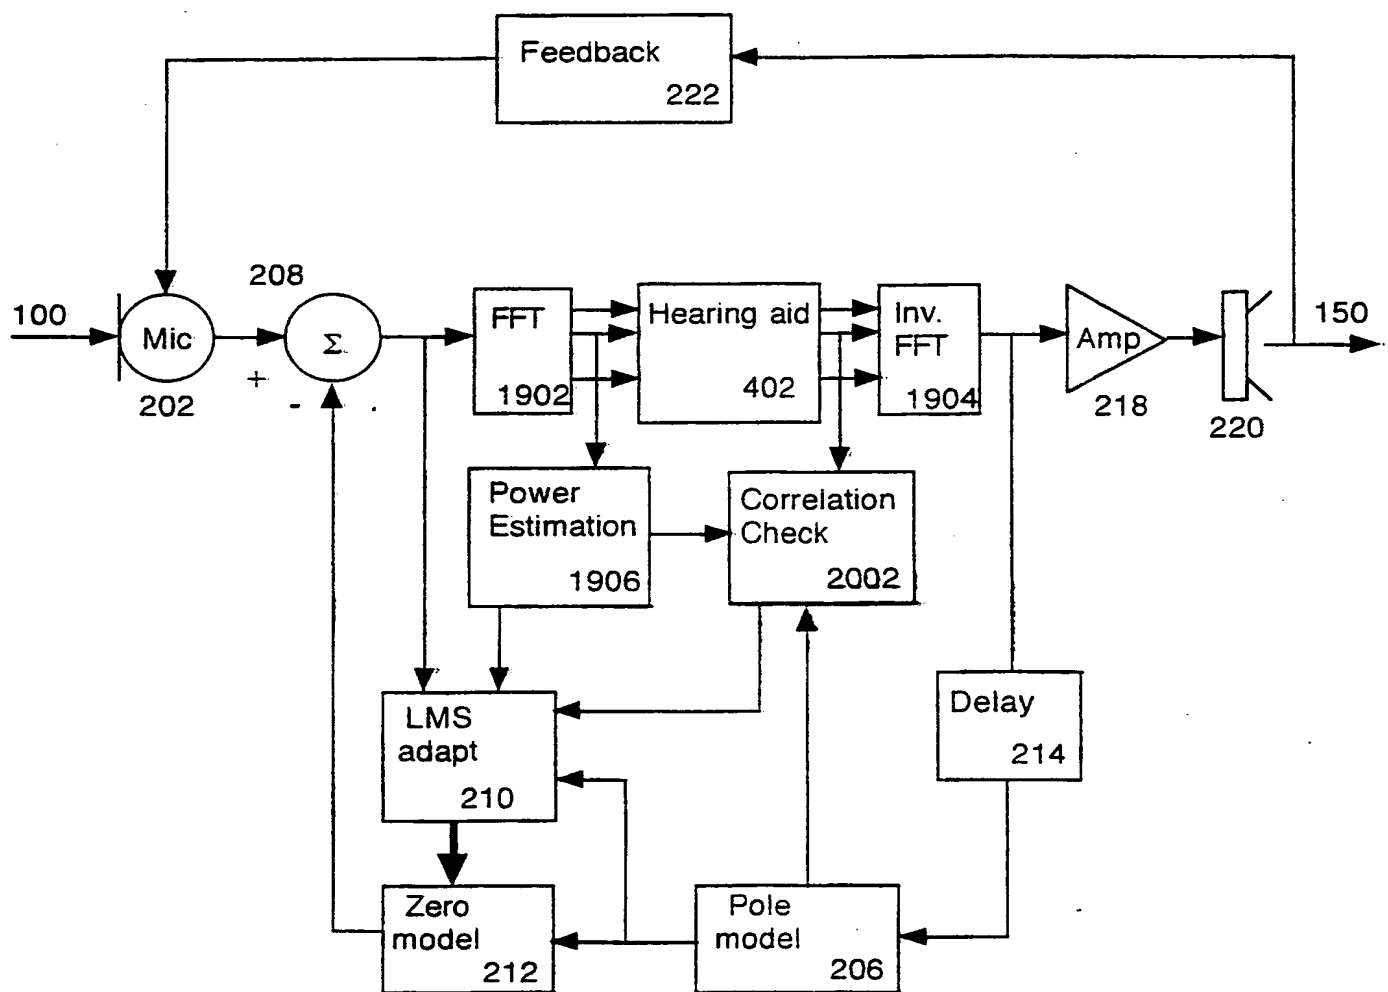 Feedback
222
208
100
Mic
Σ
+
-
202
FFT
1902
Hearing aid
402
Inv.
FFT
1904
Amp
218
220
150
Power
Estimation
1906
Correlation
Check
2002
LMS
adapt
210
Delay
214
Zero
model
212
Pole
model
206